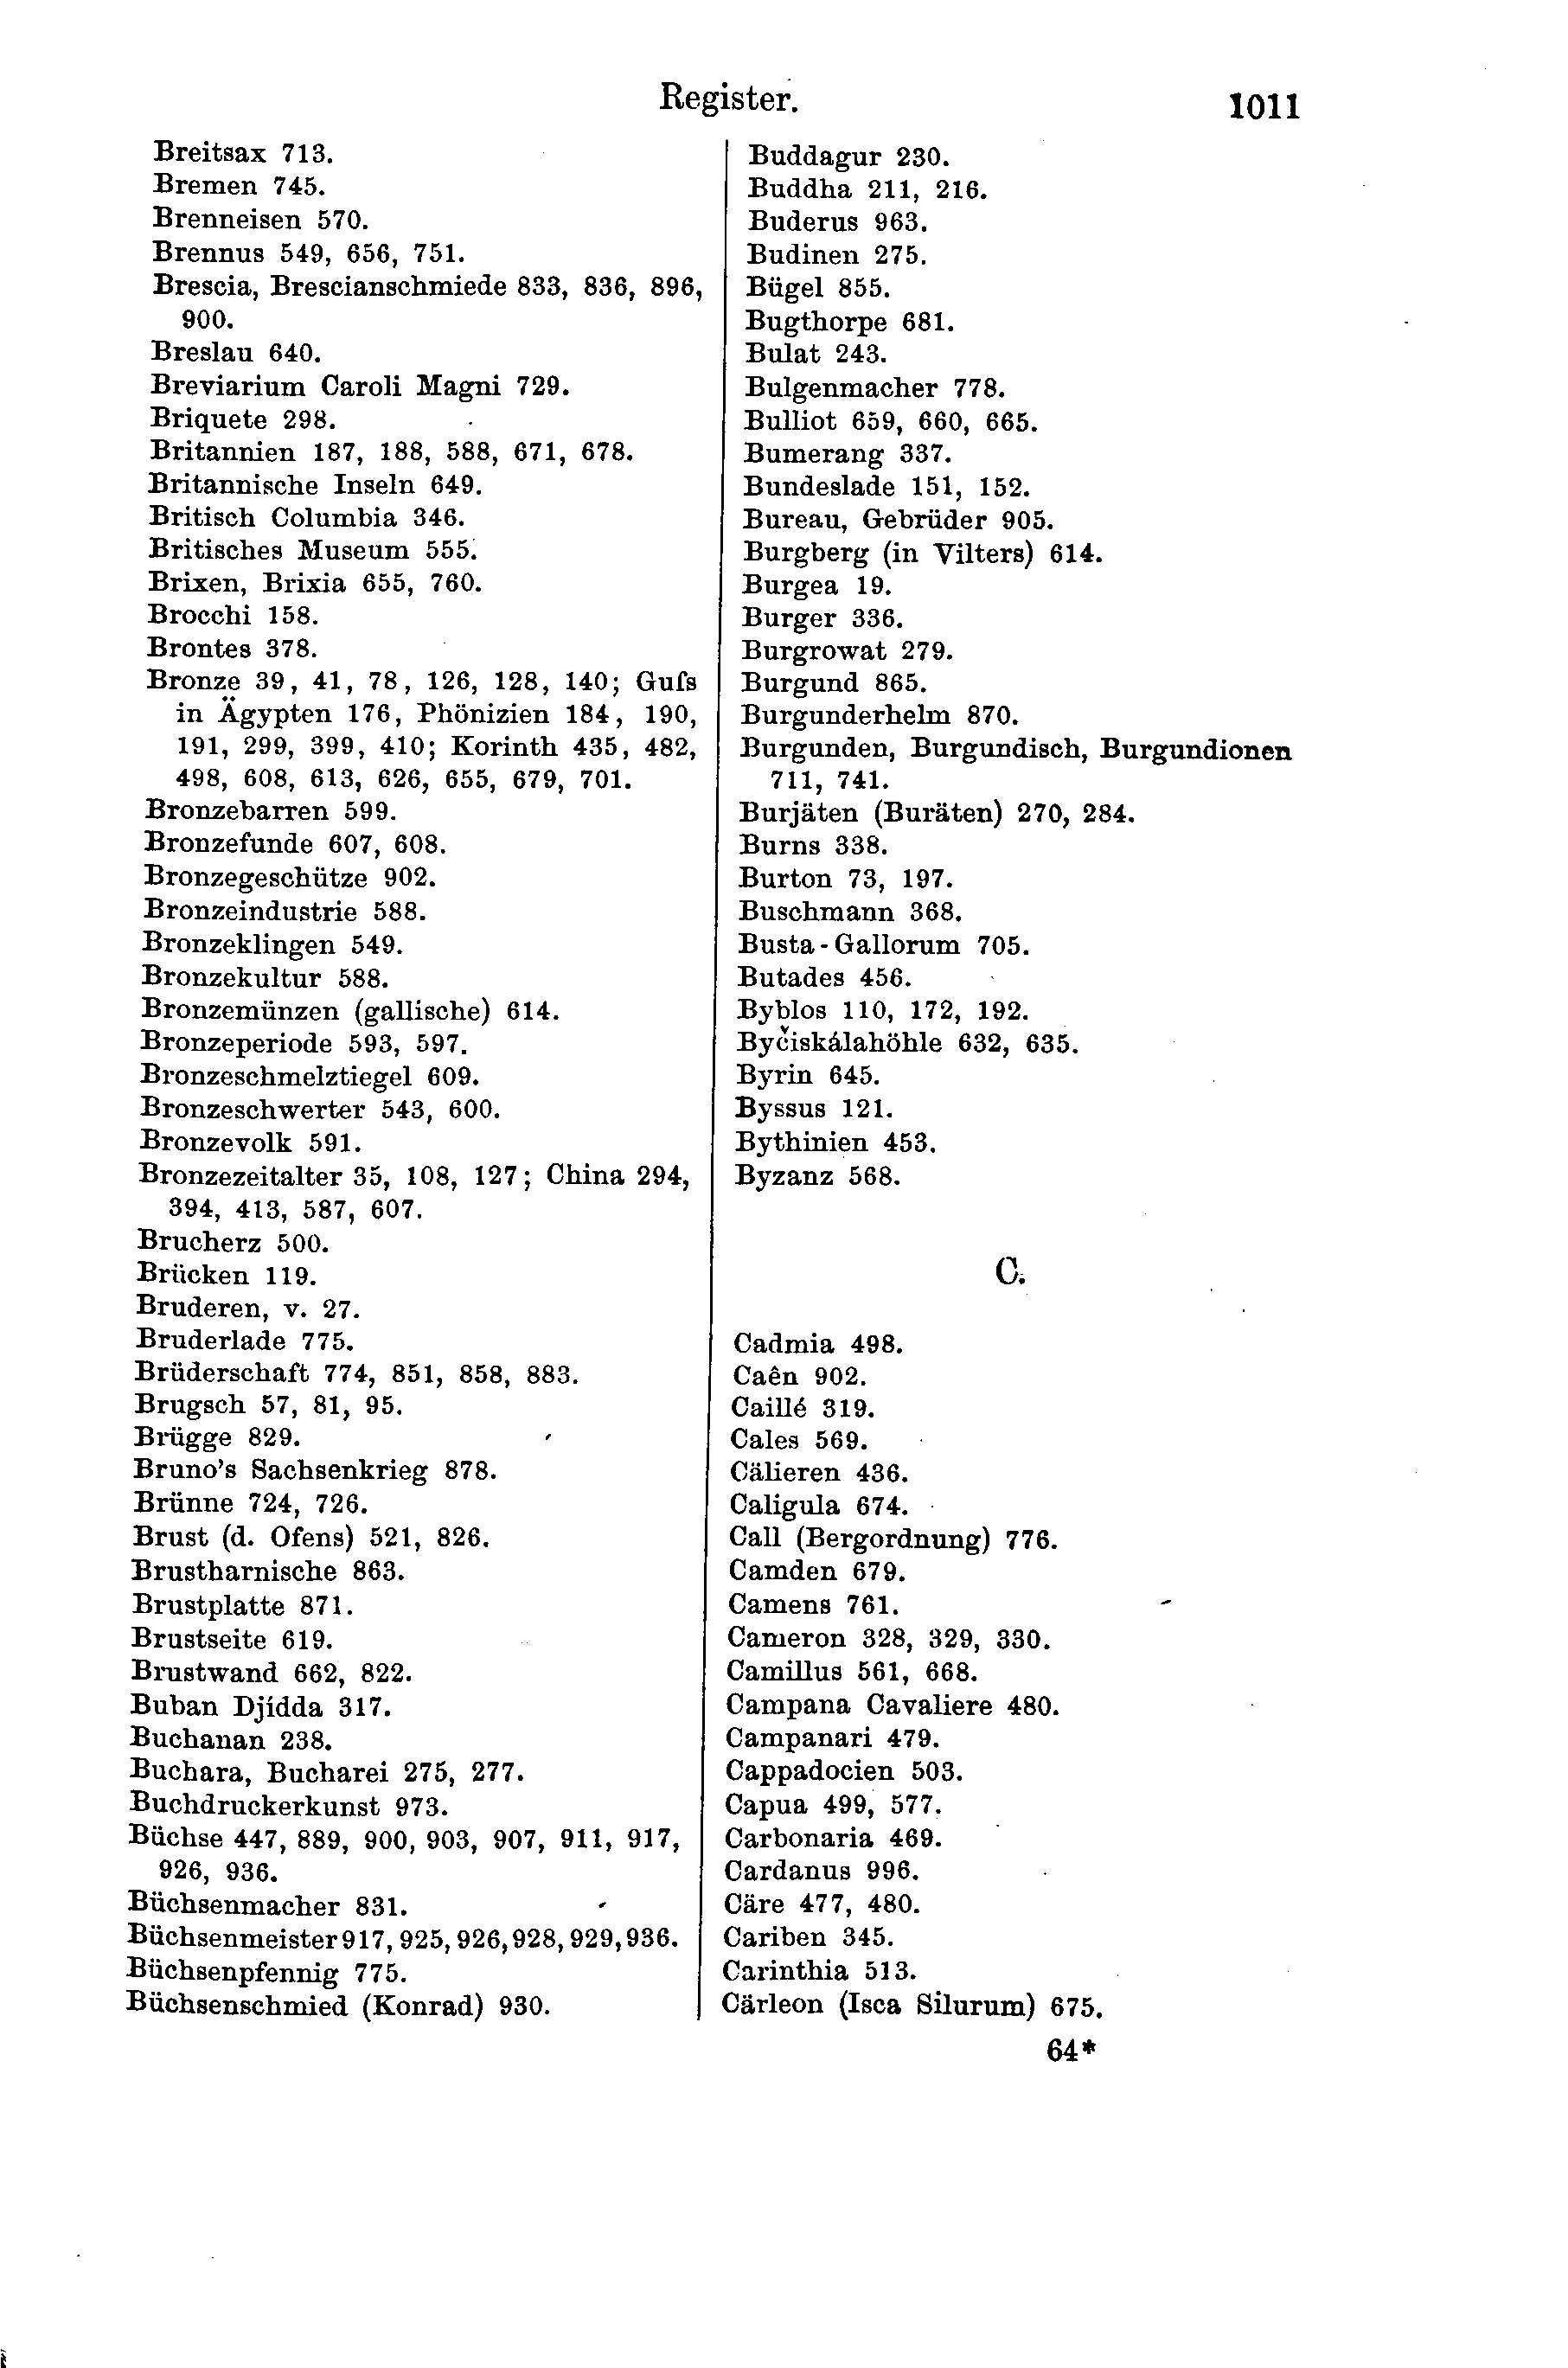 Register.
1011
Breitsax 713.
Bremen 745.
Brenneisen 570.
Brennus 549, 656, 751.
Brescia, Brescianschmiede 833, 836, 896,
900.
Breslau 640.
Breviarium Caroli Magni 729.
Briquete 298.
Britannien 187, 188, 588, 671, 678.
Britannische Inseln 649.
Britisch Columbia 346.
Britisches Museum 555.
Brixen, Brixia 655, 760.
Brocchi 158.
Brontes 378.
Bronze 39, 41, 78, 126, 128, 140; Guſs
in Ägypten 176, Phönizien 184, 190,
191, 299, 399, 410; Korinth 435, 482,
498, 608, 613, 626, 655, 679, 701.
Bronzebarren 599.
Bronzefunde 607, 608.
Bronzegeschütze 902.
Bronzeindustrie 588.
Bronzeklingen 549.
Bronzekultur 588.
Bronzemünzen (gallische) 614.
Bronzeperiode 593, 597.
Bronzeschmelztiegel 609.
Bronzeschwerter 543, 600.
Bronzevolk 591.
Bronzezeitalter 35, 108, 127; China 294,
394, 413, 587, 607.
Brucherz 500.
Brücken 119.
Bruderen, v. 27.
Bruderlade 775.
Brüderschaft 774, 851, 858, 883.
Brugsch 57, 81, 95.
Brügge 829.
Bruno's Sachsenkrieg 878.
Brünne 724, 726.
Brust (d. Ofens) 521, 826.
Brustharnische 863.
Brustplatte 871.
Brustseite 619.
Brustwand 662, 822.
Buban Djídda 317.
Buchanan 238.
Buchara, Bucharei 275, 277.
Buchdruckerkunst 973.
Büchse 447, 889, 900, 903, 907, 911, 917,
926, 936.
Büchsenmacher 831.
Büchsenmeister 917, 925, 926, 928, 929, 936.
Büchsenpfennig 775.
Büchsenschmied (Konrad) 930.
Buddagur 230.
Buddha 211, 216.
Buderus 963.
Budinen 275.
Bügel 855.
Bugthorpe 681.
Bulat 243.
Bulgenmacher 778.
Bulliot 659, 660, 665.
Bumerang 337.
Bundeslade 151, 152.
Bureau, Gebrüder 905.
Burgberg (in Vilters) 614.
Burgea 19.
Burger 336.
Burgrowat 279.
Burgund 865.
Burgunderhelm 870.
Burgunden, Burgundisch, Burgundionen
711, 741.
Burjäten (Buräten) 270, 284.
Burns 338.
Burton 73, 197.
Buschmann 368.
Busta-Gallorum 705.
Butades 456.
Byblos 110, 172, 192.
Byčiskálahöhle 632, 635.
Byrin 645.
Byssus 121.
Bythinien 453.
Byzanz 568.
C.
Cadmia 498.
Caên 902.
Caillé 319.
Cales 569.
Cälieren 436.
Caligula 674.
Call (Bergordnung) 776.
Camden 679.
Camens 761.
Cameron 328, 329, 330.
Camillus 561, 668.
Campana Cavaliere 480.
Campanari 479.
Cappadocien 503.
Capua 499, 577.
Carbonaria 469.
Cardanus 996.
Cäre 477, 480.
Cariben 345.
Carinthia 513.
Cärleon (Isca Silurum) 675.
64*